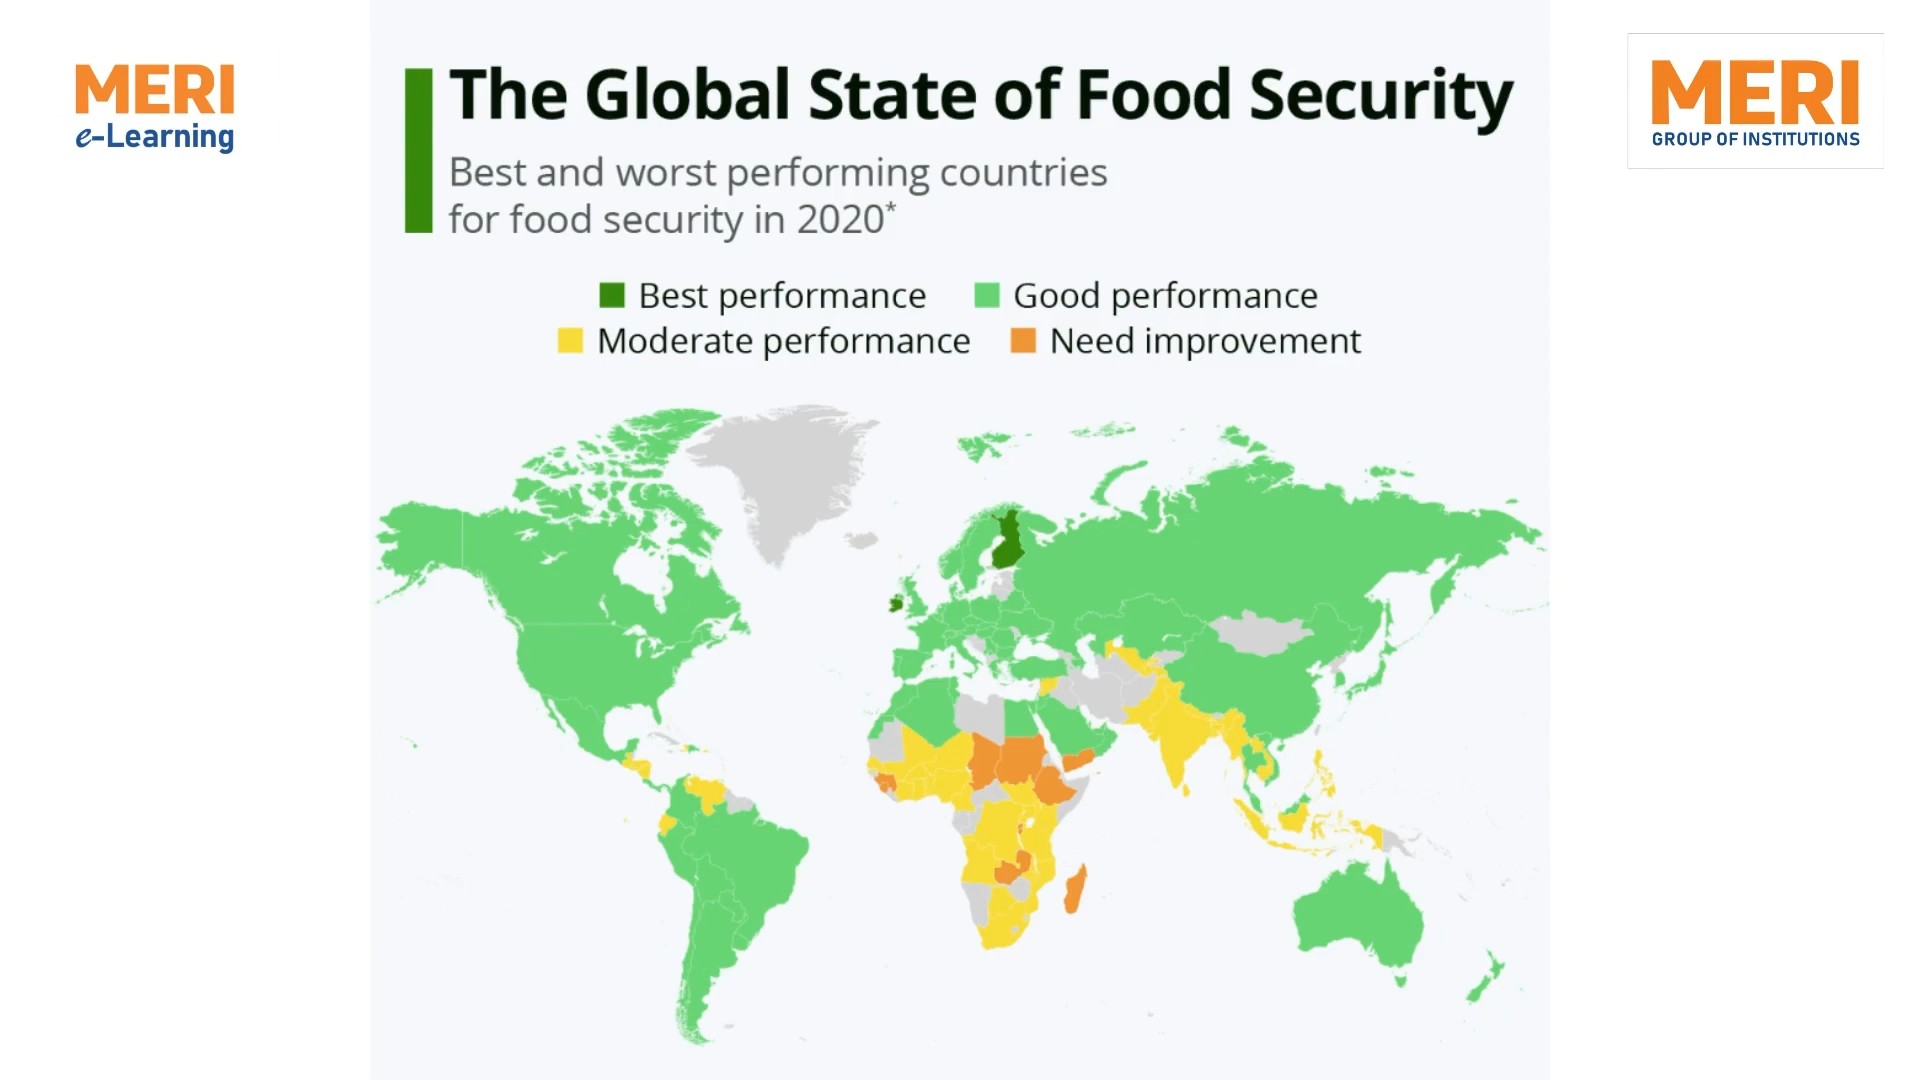 MERI
e-Learning
The Global State of Food Security
MERI
GROUP OF INSTITUTIONS
Best and worst performing countries
for food security in 2020*
Best performance
Good performance
Moderate performance
Need improvement